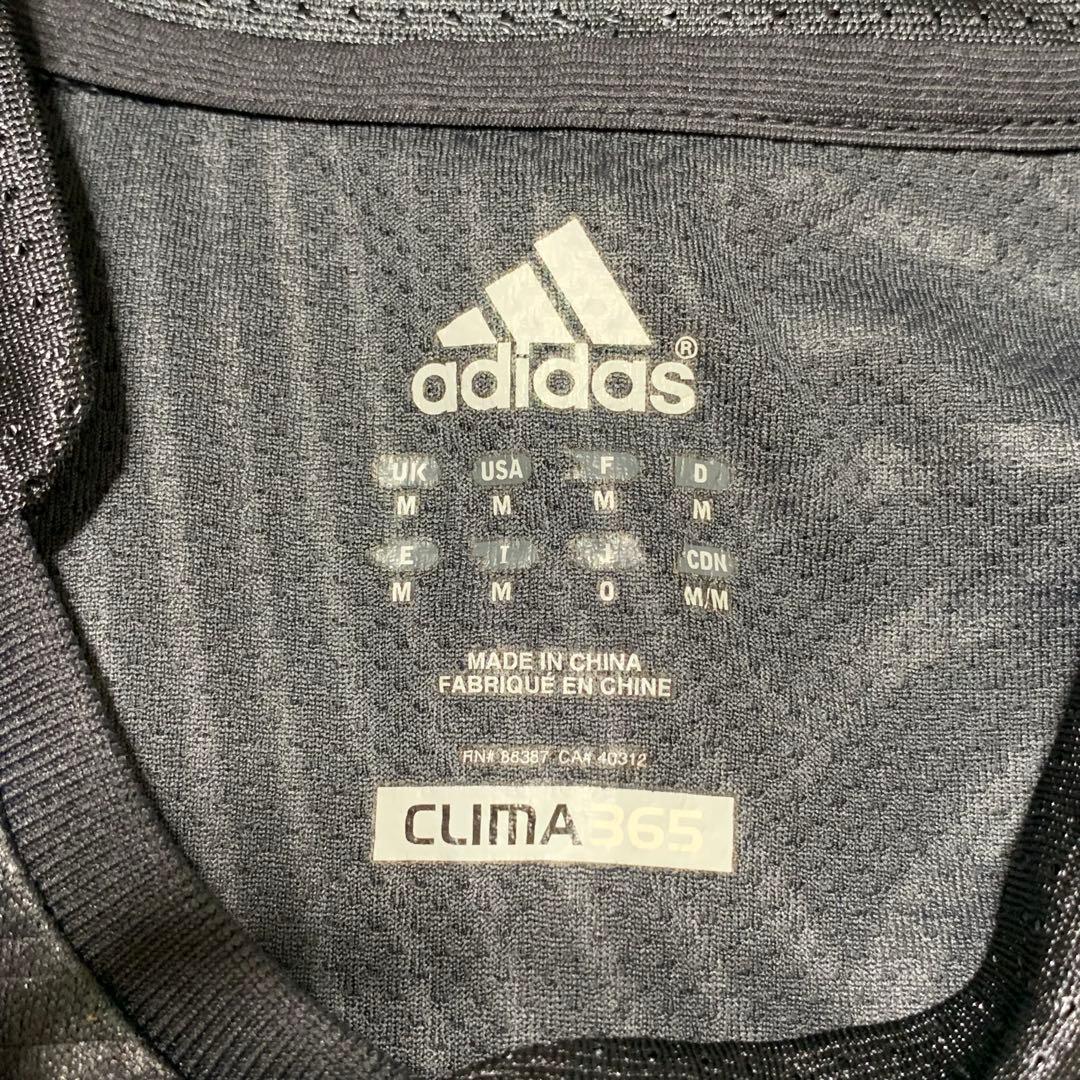 adidas®
UK USA F D
M M M M
E I J CDN
M M O M/M
MADE IN CHINA
FABRIQUÉ EN CHINE
RN# 88387 CA# 40312
CLIMA365